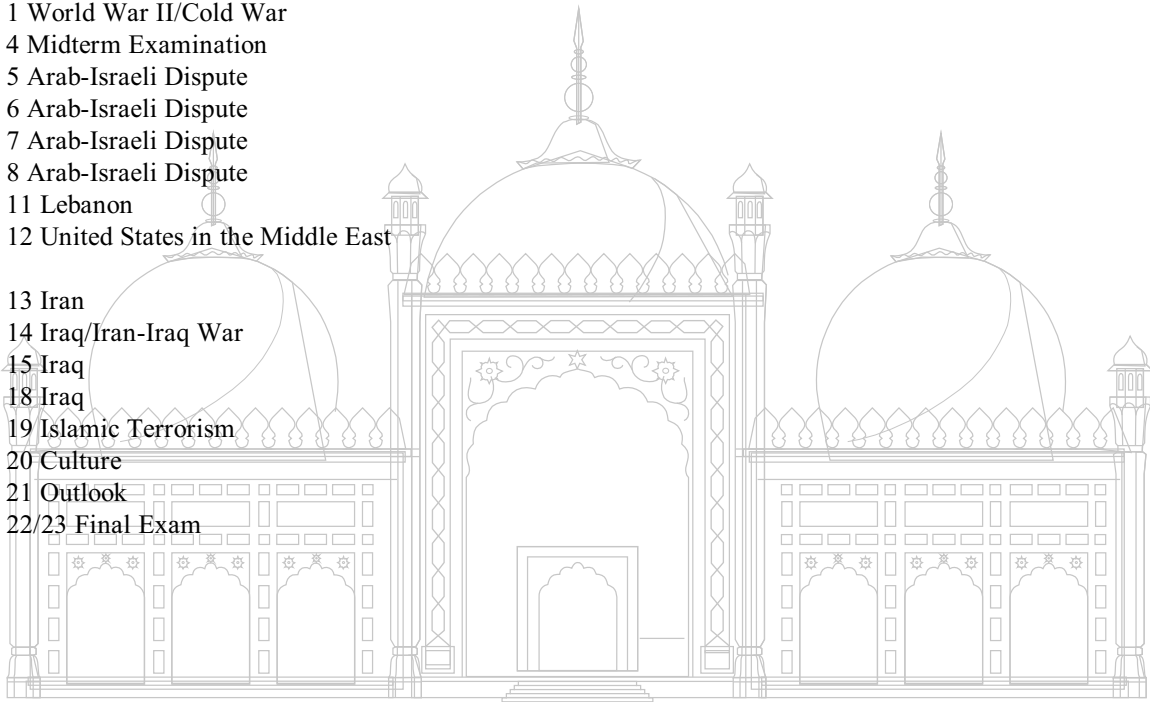 1 World War II/Cold War
4 Midterm Examination
5 Arab-Israeli Dispute
6 Arab-Israeli Dispute
7 Arab-Israeli Dispute
8 Arab-Israeli Dispute
11 Lebanon
12 United States in the Middle East
13 Iran
14 Iraq/Iran-Iraq War
15 Iraq
18 Iraq
19 Islamic Terrorism
20 Culture
21 Outlook
22/23 Final Exam